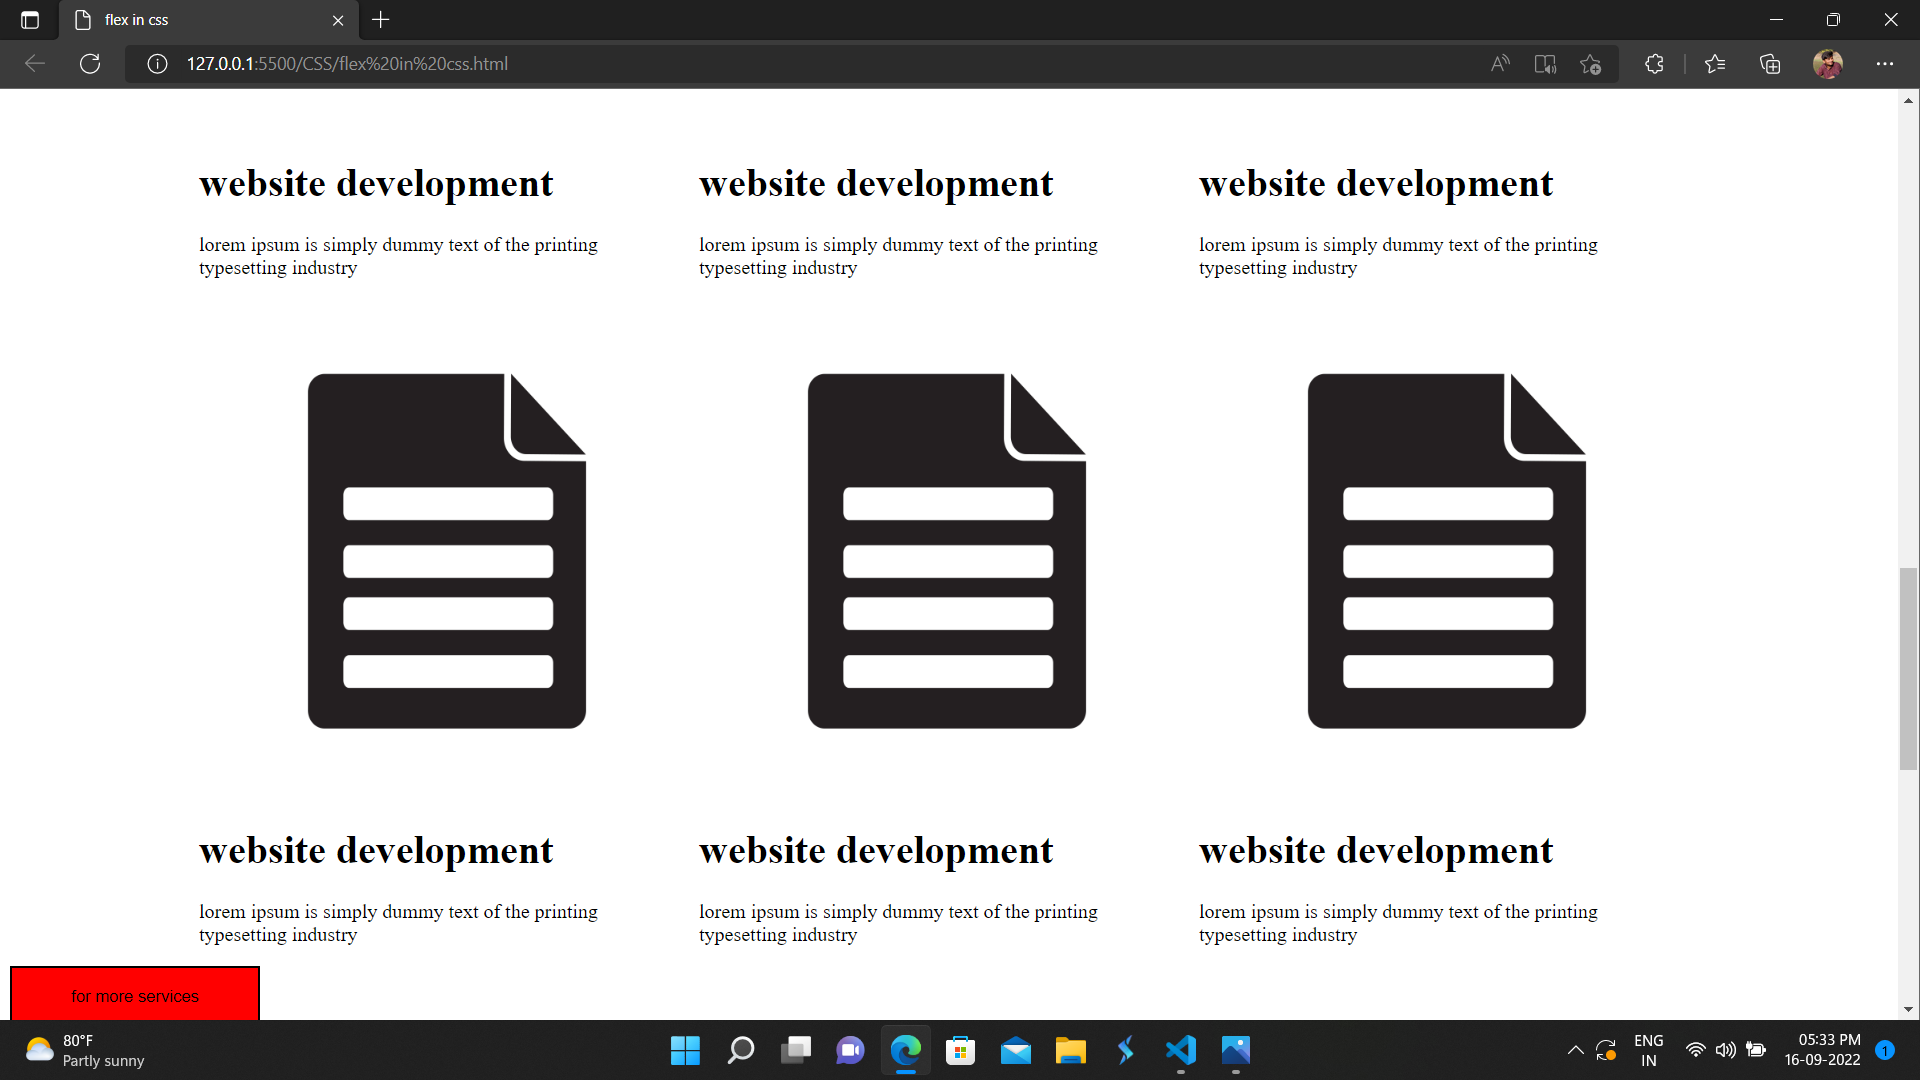 flex in css
127.0.0.1:5500/CSS/flex%20in%20css.html
website development website development website development
lorem ipsum is simply dummy text of the printing lorem ipsum is simply dummy text of the printing lorem ipsum is simply dummy text of the printing
typesetting industry typesetting industry typesetting industry
website development website development website development
lorem ipsum is simply dummy text of the printing lorem ipsum is simply dummy text of the printing lorem ipsum is simply dummy text of the printing
typesetting industry typesetting industry typesetting industry
for more services
80°F
Partly sunny
ENG
IN
05:33 PM
16-09-2022
1